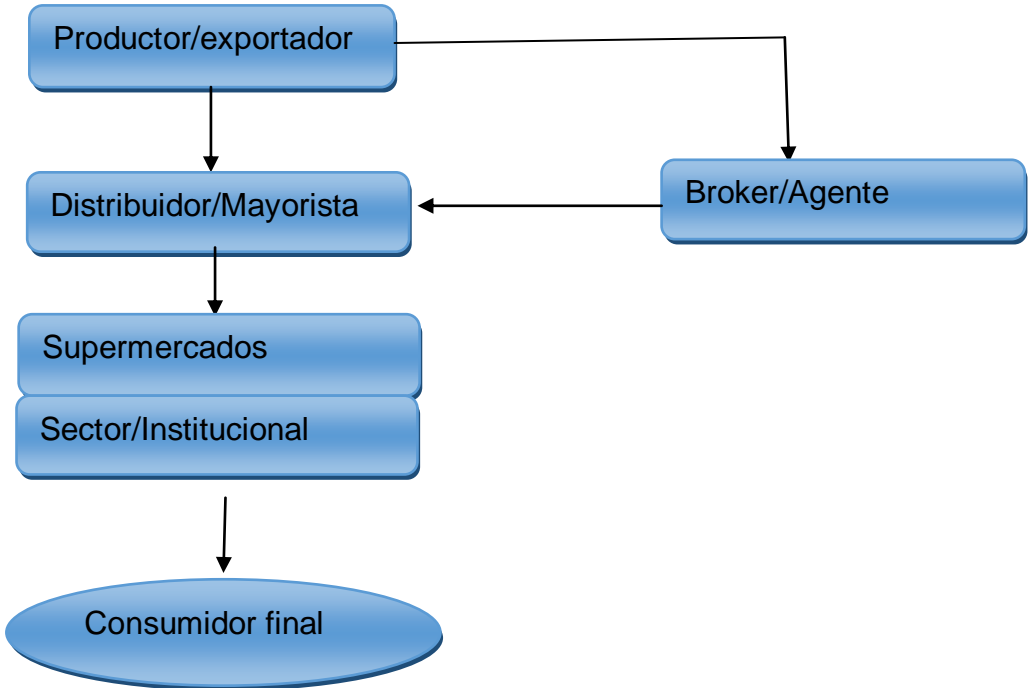 Productor/exportador
Distribuidor/Mayorista
Broker/Agente
Supermercados
Sector/Institucional
Consumidor final